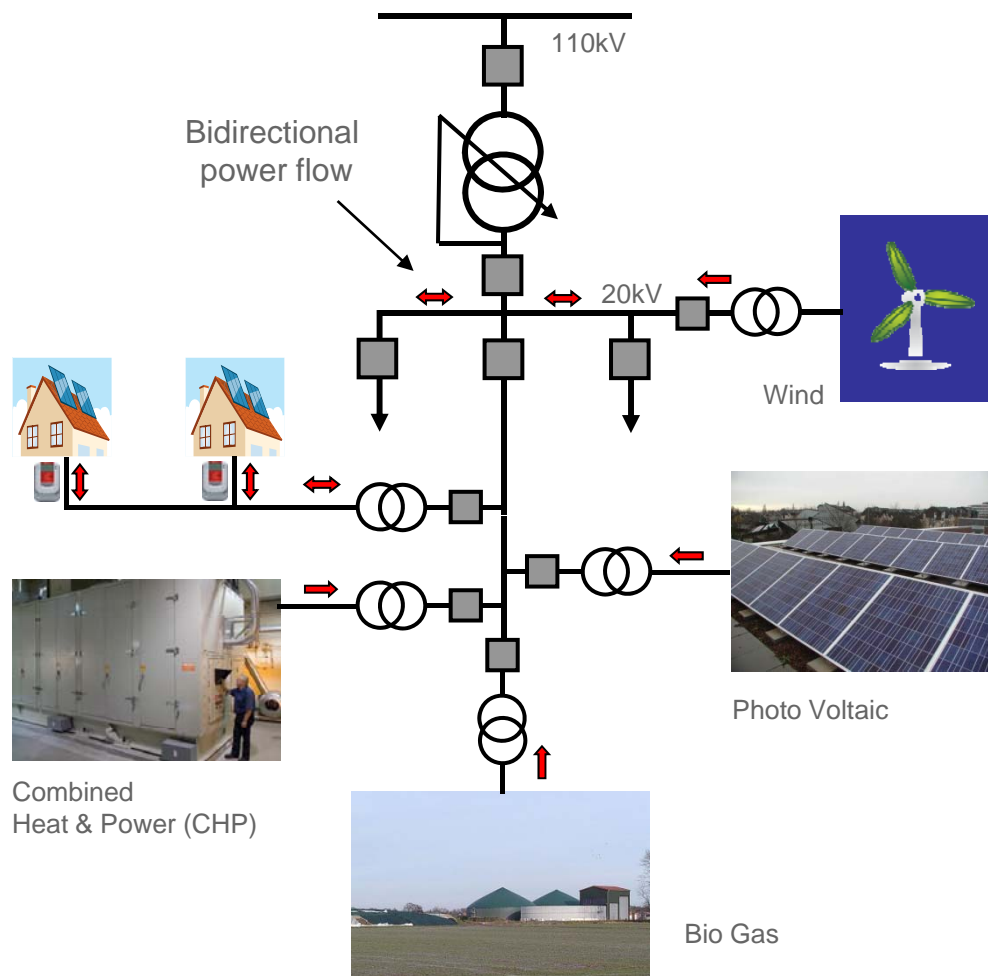 110kV
Bidirectional
power flow
20kV
Wind
Photo Voltaic
Combined
Heat & Power (CHP)
Bio Gas